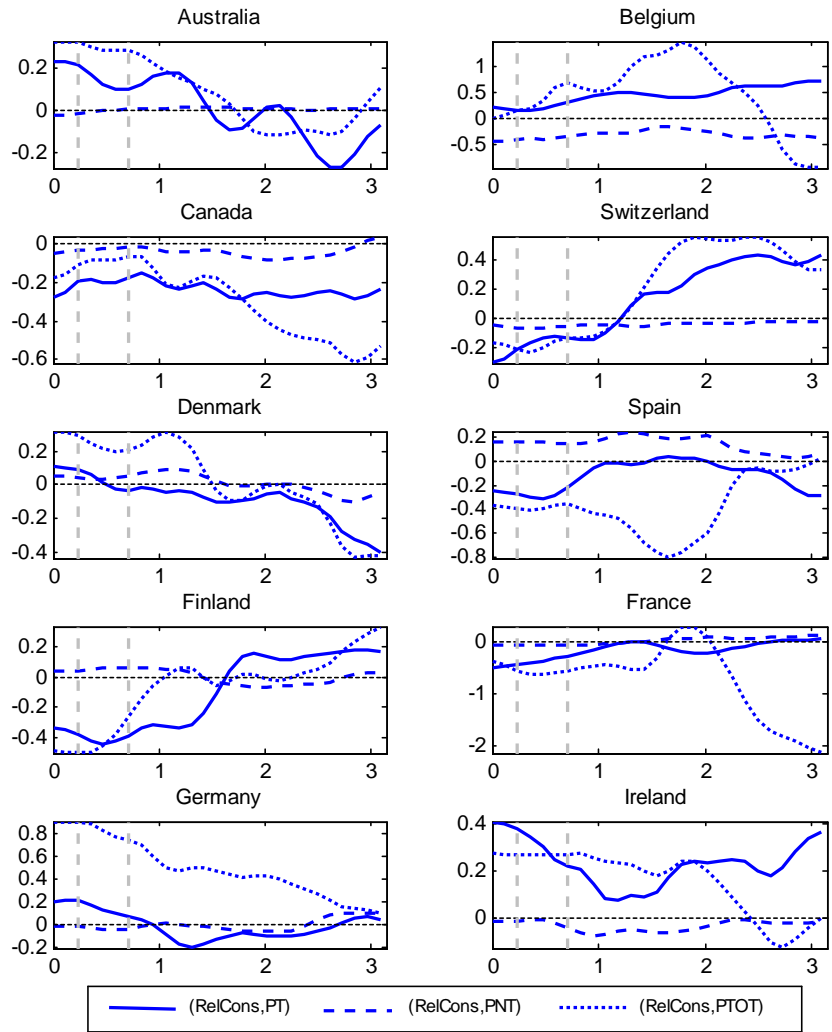 Australia
0.2
0
-0.2
0 1 2 3
Belgium
1
0.5
0
-0.5
0 1 2 3
Canada
0
-0.2
-0.4
-0.6
0 1 2 3
Switzerland
0.4
0.2
0
-0.2
0 1 2 3
Denmark
0.2
0
-0.2
-0.4
0 1 2 3
Spain
0.2
0
-0.2
-0.4
-0.6
-0.8
0 1 2 3
Finland
0.2
0
-0.2
-0.4
0 1 2 3
France
0
-1
-2
0 1 2 3
Germany
0.8
0.6
0.4
0.2
0
-0.2
0 1 2 3
Ireland
0.4
0.2
0
0 1 2 3
(RelCons,PT) (RelCons,PNT) (RelCons,PTOT)